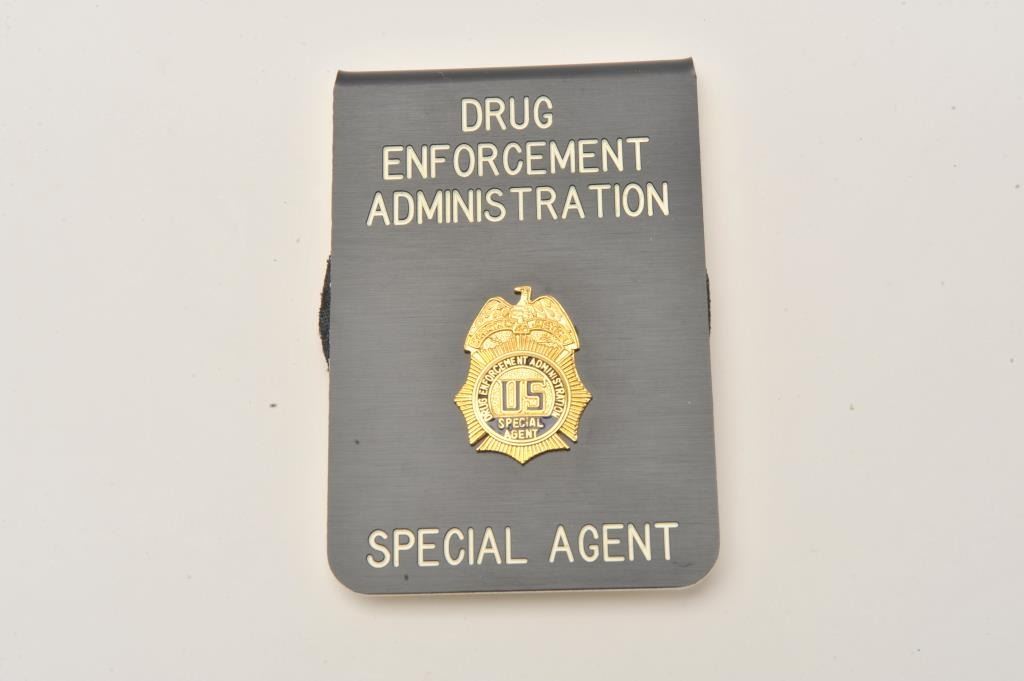 DRUG
ENFORCEMENT
ADMINISTRATION
DRUG ENFORCEMENT ADMINISTRATION
US
SPECIAL
AGENT
SPECIAL AGENT